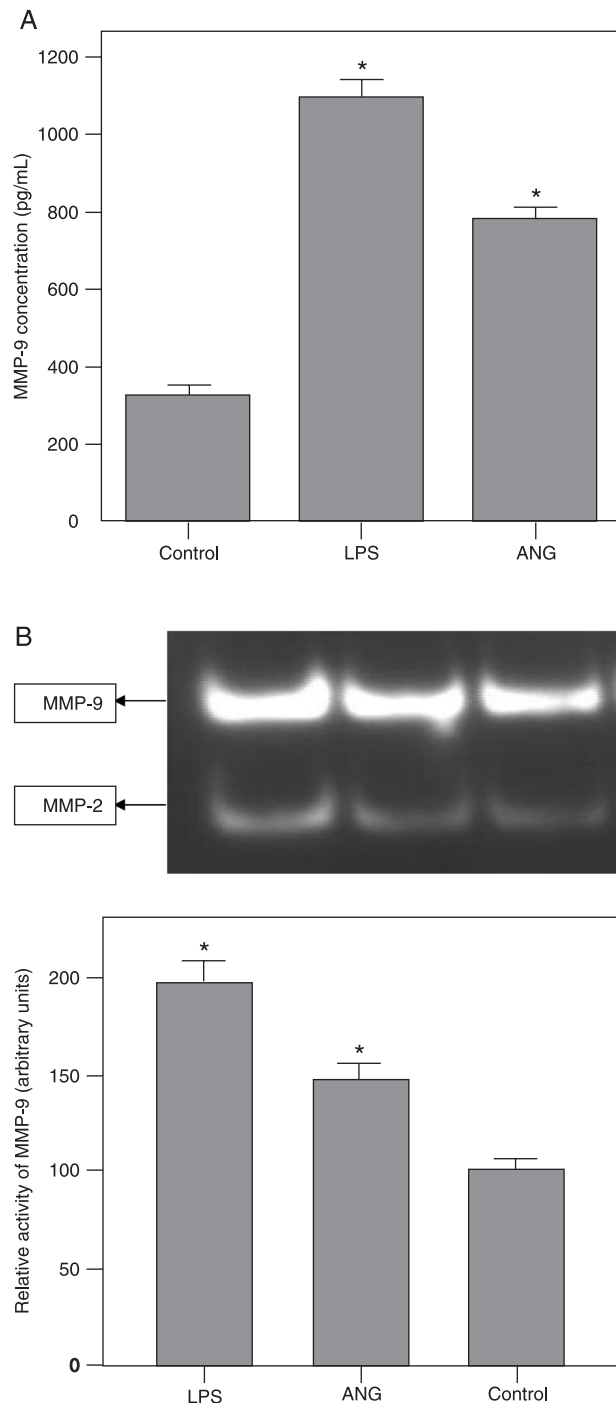 A
MMP-9 concentration (pg/mL)
1200
1000
800
600
400
200
0
*
*
Control LPS ANG
B
MMP-9
MMP-2
Relative activity of MMP-9 (arbitrary units)
200
150
100
50
0
*
*
LPS ANG Control